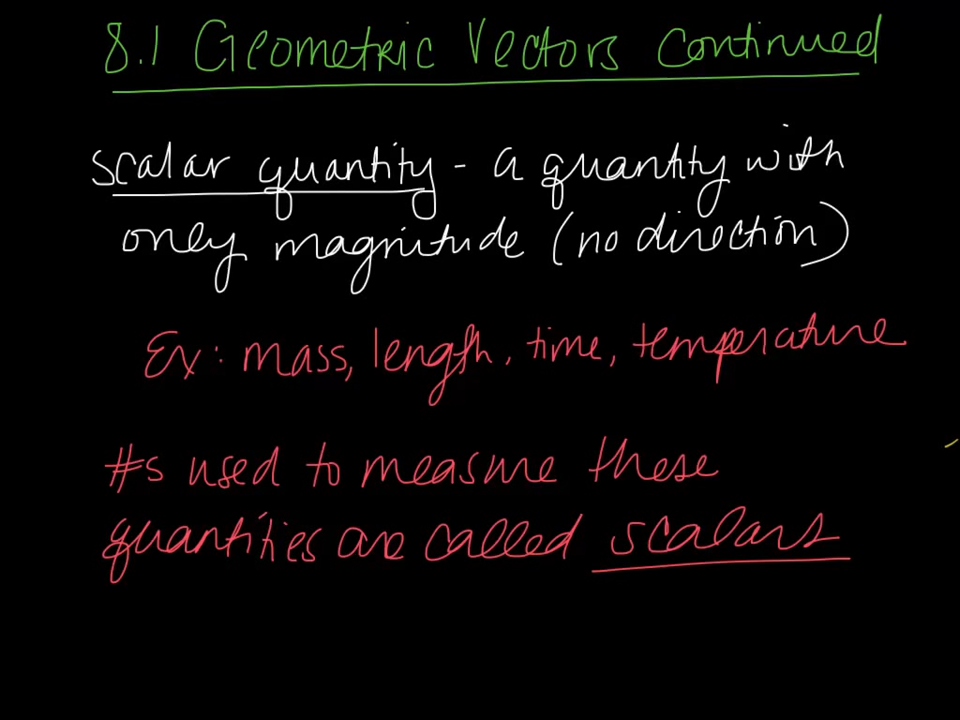 8.1 Geometric Vectors Continued
scalar quantity - a quantity with
only magnitude (no direction)
Ex: mass, length, time, temperature
#s used to measure these
quantities are called scalars